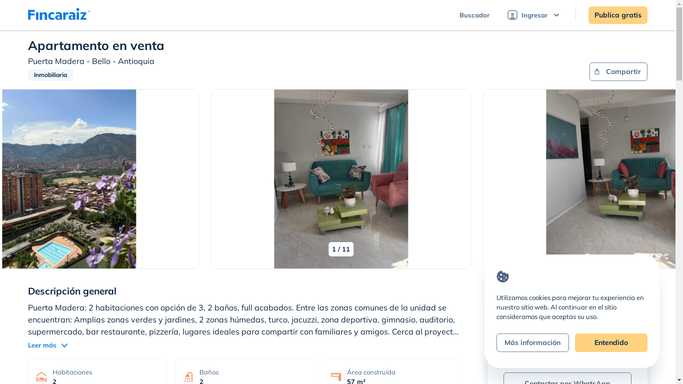 Fincaraiz
Buscador
Ingresar
Publica gratis
Apartamento en venta
Puerta Madera - Bello - Antioquia
Inmobiliaria
Compartir
1 / 11
Descripción general
Puerta Madera: 2 habitaciones con opción de 3, 2 baños, full acabados. Entre las zonas comunes de la unidad se
encuentran: Amplias zonas verdes y jardines, 2 zonas húmedas, turco, jacuzzi, zona deportiva, gimnasio, auditorio,
supermercado, bar restaurante, pizzería, lugares ideales para compartir con familiares y amigos. Cerca al proyect...
Leer más
Habitaciones
2
Baños
2
Área construida
57 m²
Utilizamos cookies para mejorar tu experiencia en
nuestro sitio web. Al continuar en el sitio
consideramos que aceptas su uso.
Más información
Entendido
Contactar por WhatsApp